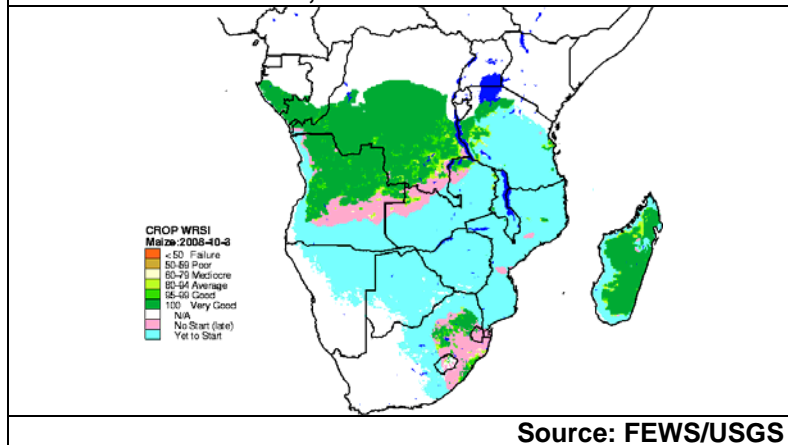 CROP WRSI
Maize:2008-10-3
<50 Failure
50-59 Poor
60-79 Mediocre
80-94 Average
95-99 Good
100 Very Good
N/A
No Start (late)
Yet to Start
Source: FEWS/USGS